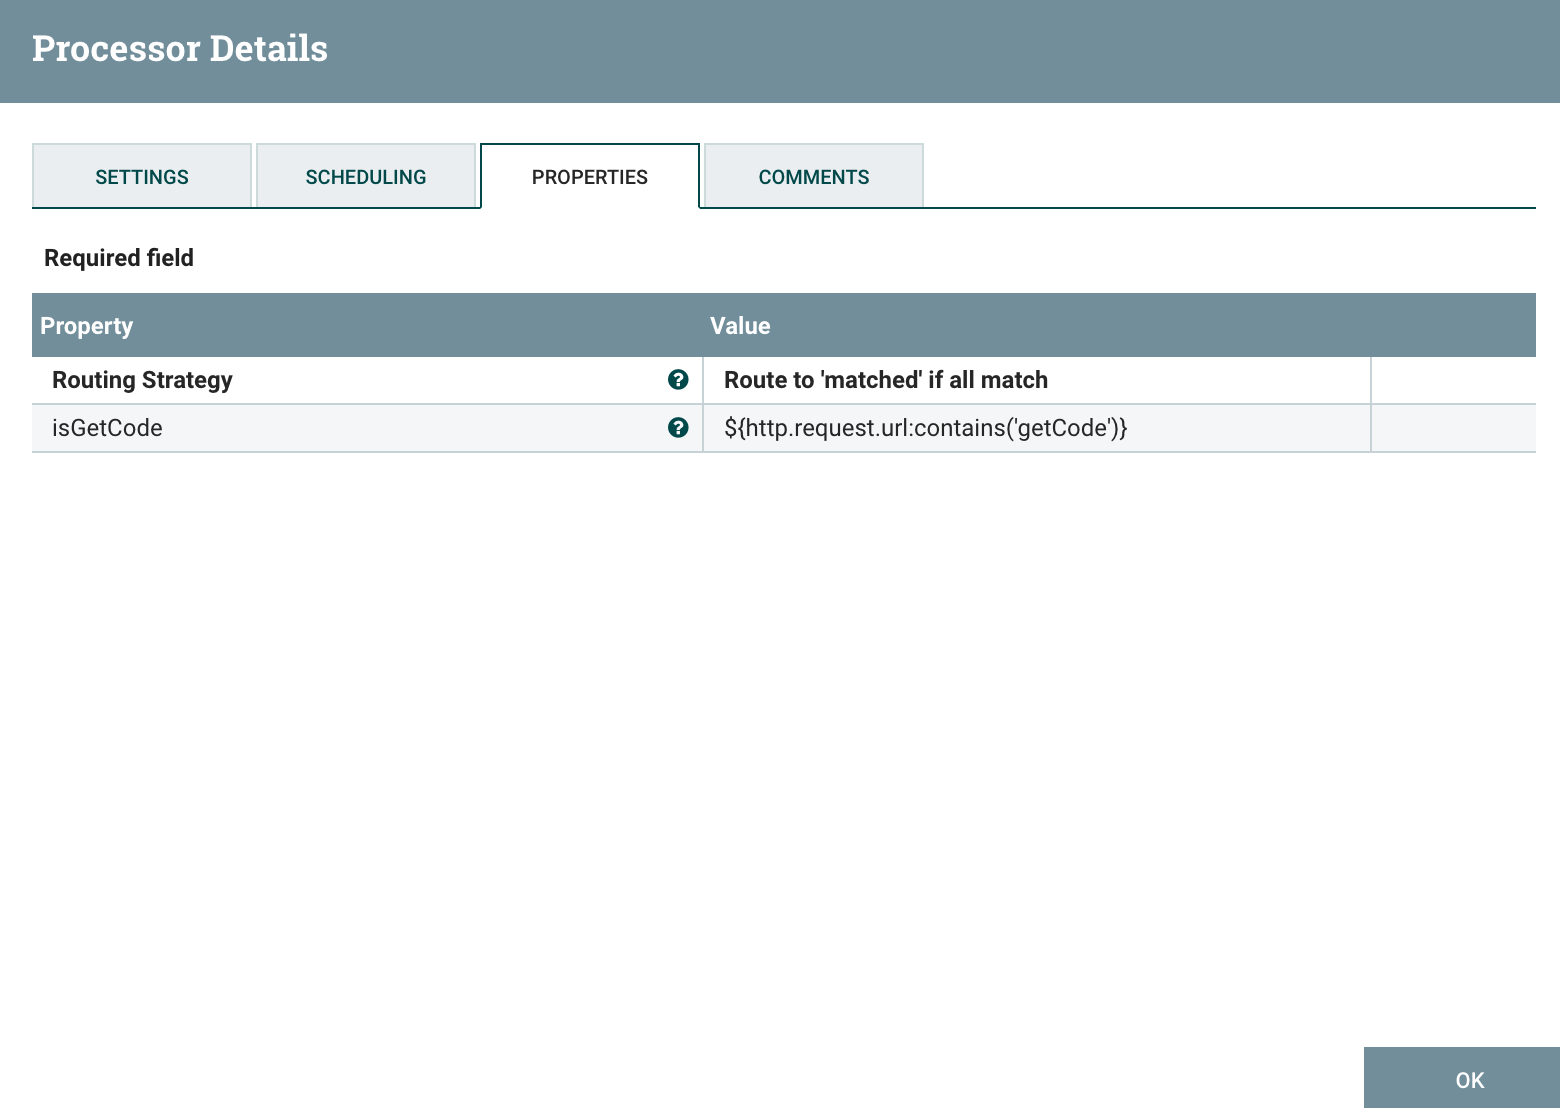 Processor Details
SETTINGS SCHEDULING PROPERTIES COMMENTS
Required field
Property Value
Routing Strategy ? Route to 'matched' if all match
isGetCode ? ${http.request.url:contains('getCode')}
OK